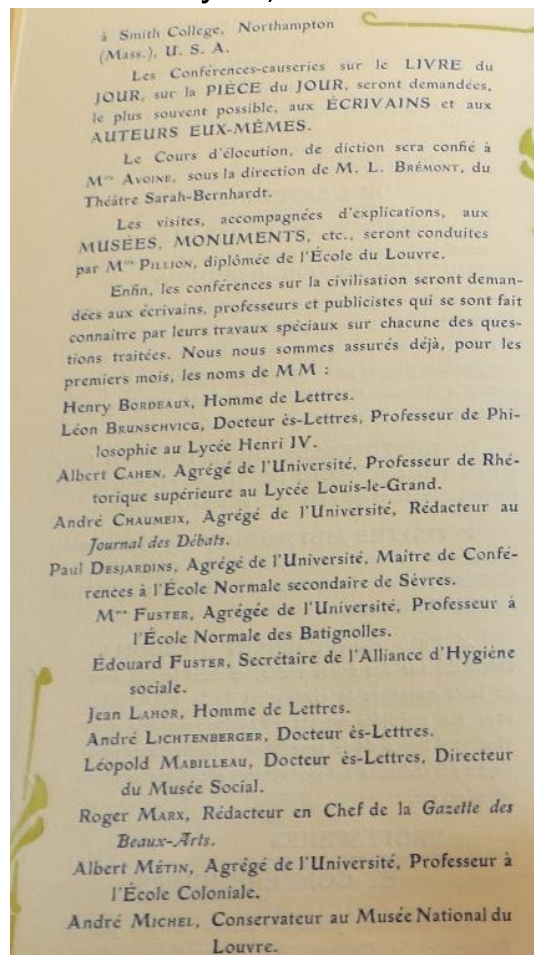 à Smith College, Northampton
(Mass.), U. S. A.
Les Conférences-causeries sur le LIVRE du
JOUR, sur la PIÈCE du JOUR, seront demandées,
le plus souvent possible, aux ÉCRIVAINS et aux
AUTEURS EUX-MÊMES.
Le Cours d'élocution, de diction sera confié à
Mme AVOINE, sous la direction de M. L. BRÉMONT, du
Théâtre Sarah-Bernhardt.
Les visites, accompagnées d'explications, aux
MUSÉES, MONUMENTS, etc., seront conduites
par Mlle PILLION, diplômée de l'École du Louvre.
Enfin, les conférences sur la civilisation seront deman-
dées aux écrivains, professeurs et publicistes qui se sont fait
connaître par leurs travaux spéciaux sur chacune des ques-
tions traitées. Nous nous sommes assurés déjà, pour les
premiers mois, les noms de MM :
Henry BORDEAUX, Homme de Lettres.
Léon BRUNSCHVICG, Docteur ès-Lettres, Professeur de Phi-
losophie au Lycée Henri IV.
Albert CAHEN, Agrégé de l'Université, Professeur de Rhé-
torique supérieure au Lycée Louis-le-Grand.
André CHAUMEIX, Agrégé de l'Université, Rédacteur au
Journal des Débats.
Paul DESJARDINS, Agrégé de l'Université, Maître de Confé-
rences à l'École Normale secondaire de Sèvres.
Mme FUSTER, Agrégée de l'Université, Professeur à
l'École Normale des Batignolles.
Édouard FUSTER, Secrétaire de l'Alliance d'Hygiène
sociale.
Jean LAHOR, Homme de Lettres.
André LICHTENBERGER, Docteur ès-Lettres.
Léopold MABILLEAU, Docteur ès-Lettres, Directeur
du Musée Social.
Roger MARX, Rédacteur en Chef de la Gazette des
Beaux-Arts.
Albert MÉTIN, Agrégé de l'Université, Professeur à
l'École Coloniale.
André MICHEL, Conservateur au Musée National du
Louvre.